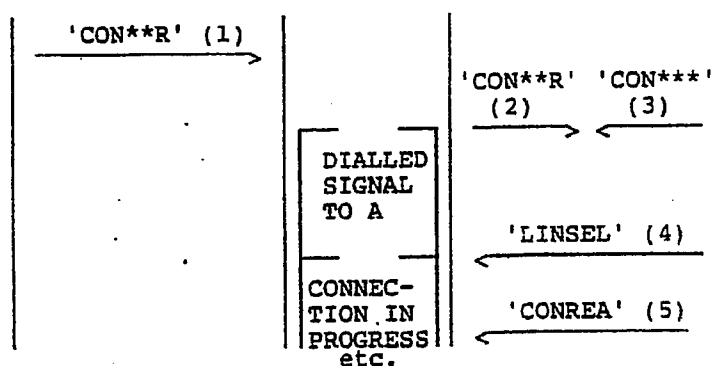 'CON**R' (1)
'CON**R' 'CON***'
(2) (3)
DIALLED
SIGNAL
TO A
'LINSEL' (4)
CONNEC-
TION IN
PROGRESS
etc.
'CONREA' (5)